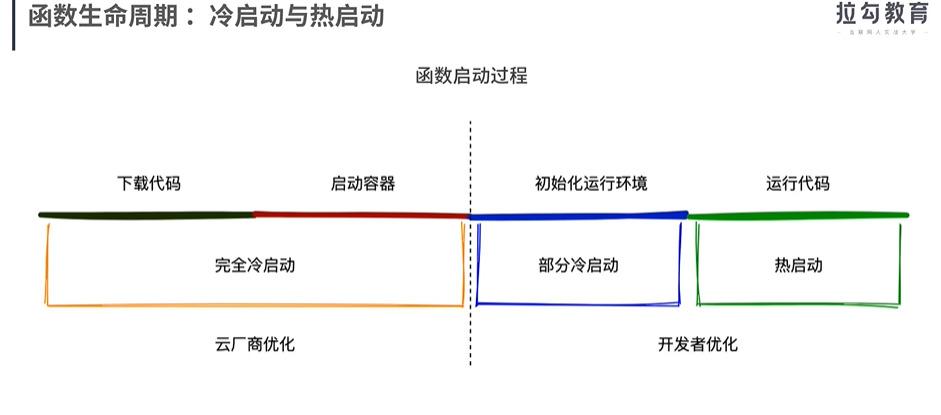 函数生命周期：冷启动与热启动
拉勾教育
互联网人实战大学
函数启动过程
下载代码
启动容器
初始化运行环境
运行代码
完全冷启动
部分冷启动
热启动
云厂商优化
开发者优化